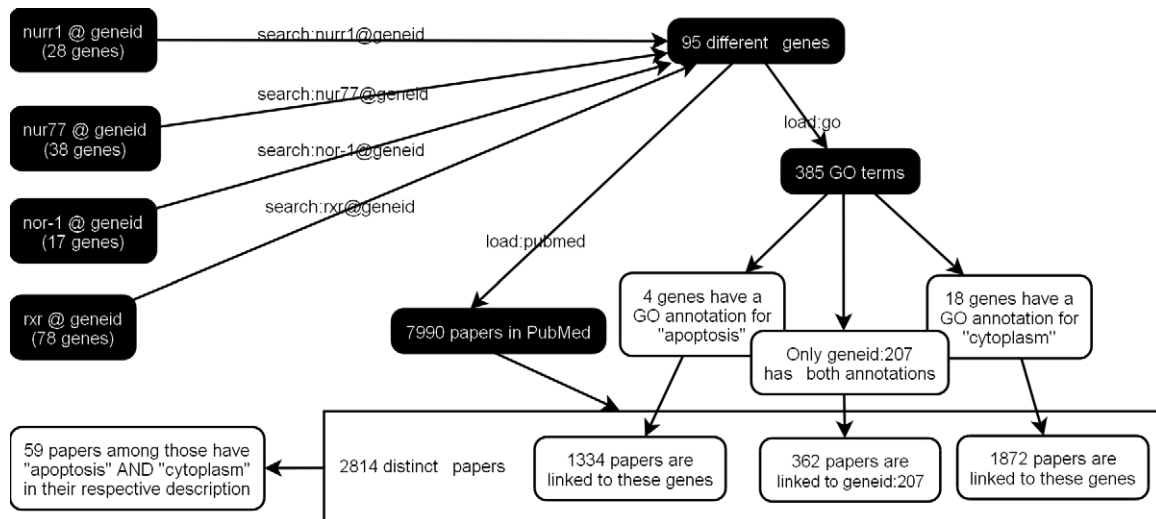 nurr1 @ geneid
(28 genes)
search:nurr1@geneid
95 different genes
nur77 @ geneid
(38 genes)
search:nur77@geneid
load:go
search:nor-1@geneid
385 GO terms
nor-1 @ geneid
(17 genes)
search:rxr@geneid
load:pubmed
rxr @ geneid
(78 genes)
7990 papers in PubMed
4 genes have a
GO annotation for
"apoptosis"
18 genes have a
GO annotation for
"cytoplasm"
Only geneid:207
has both annotations
59 papers among those have
"apoptosis" AND "cytoplasm"
in their respective description
2814 distinct papers
1334 papers are
linked to these genes
362 papers are
linked to geneid:207
1872 papers are
linked to these genes